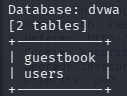 Database: dvwa
[2 tables]
+-----------+
| guestbook |
| users     |
+-----------+